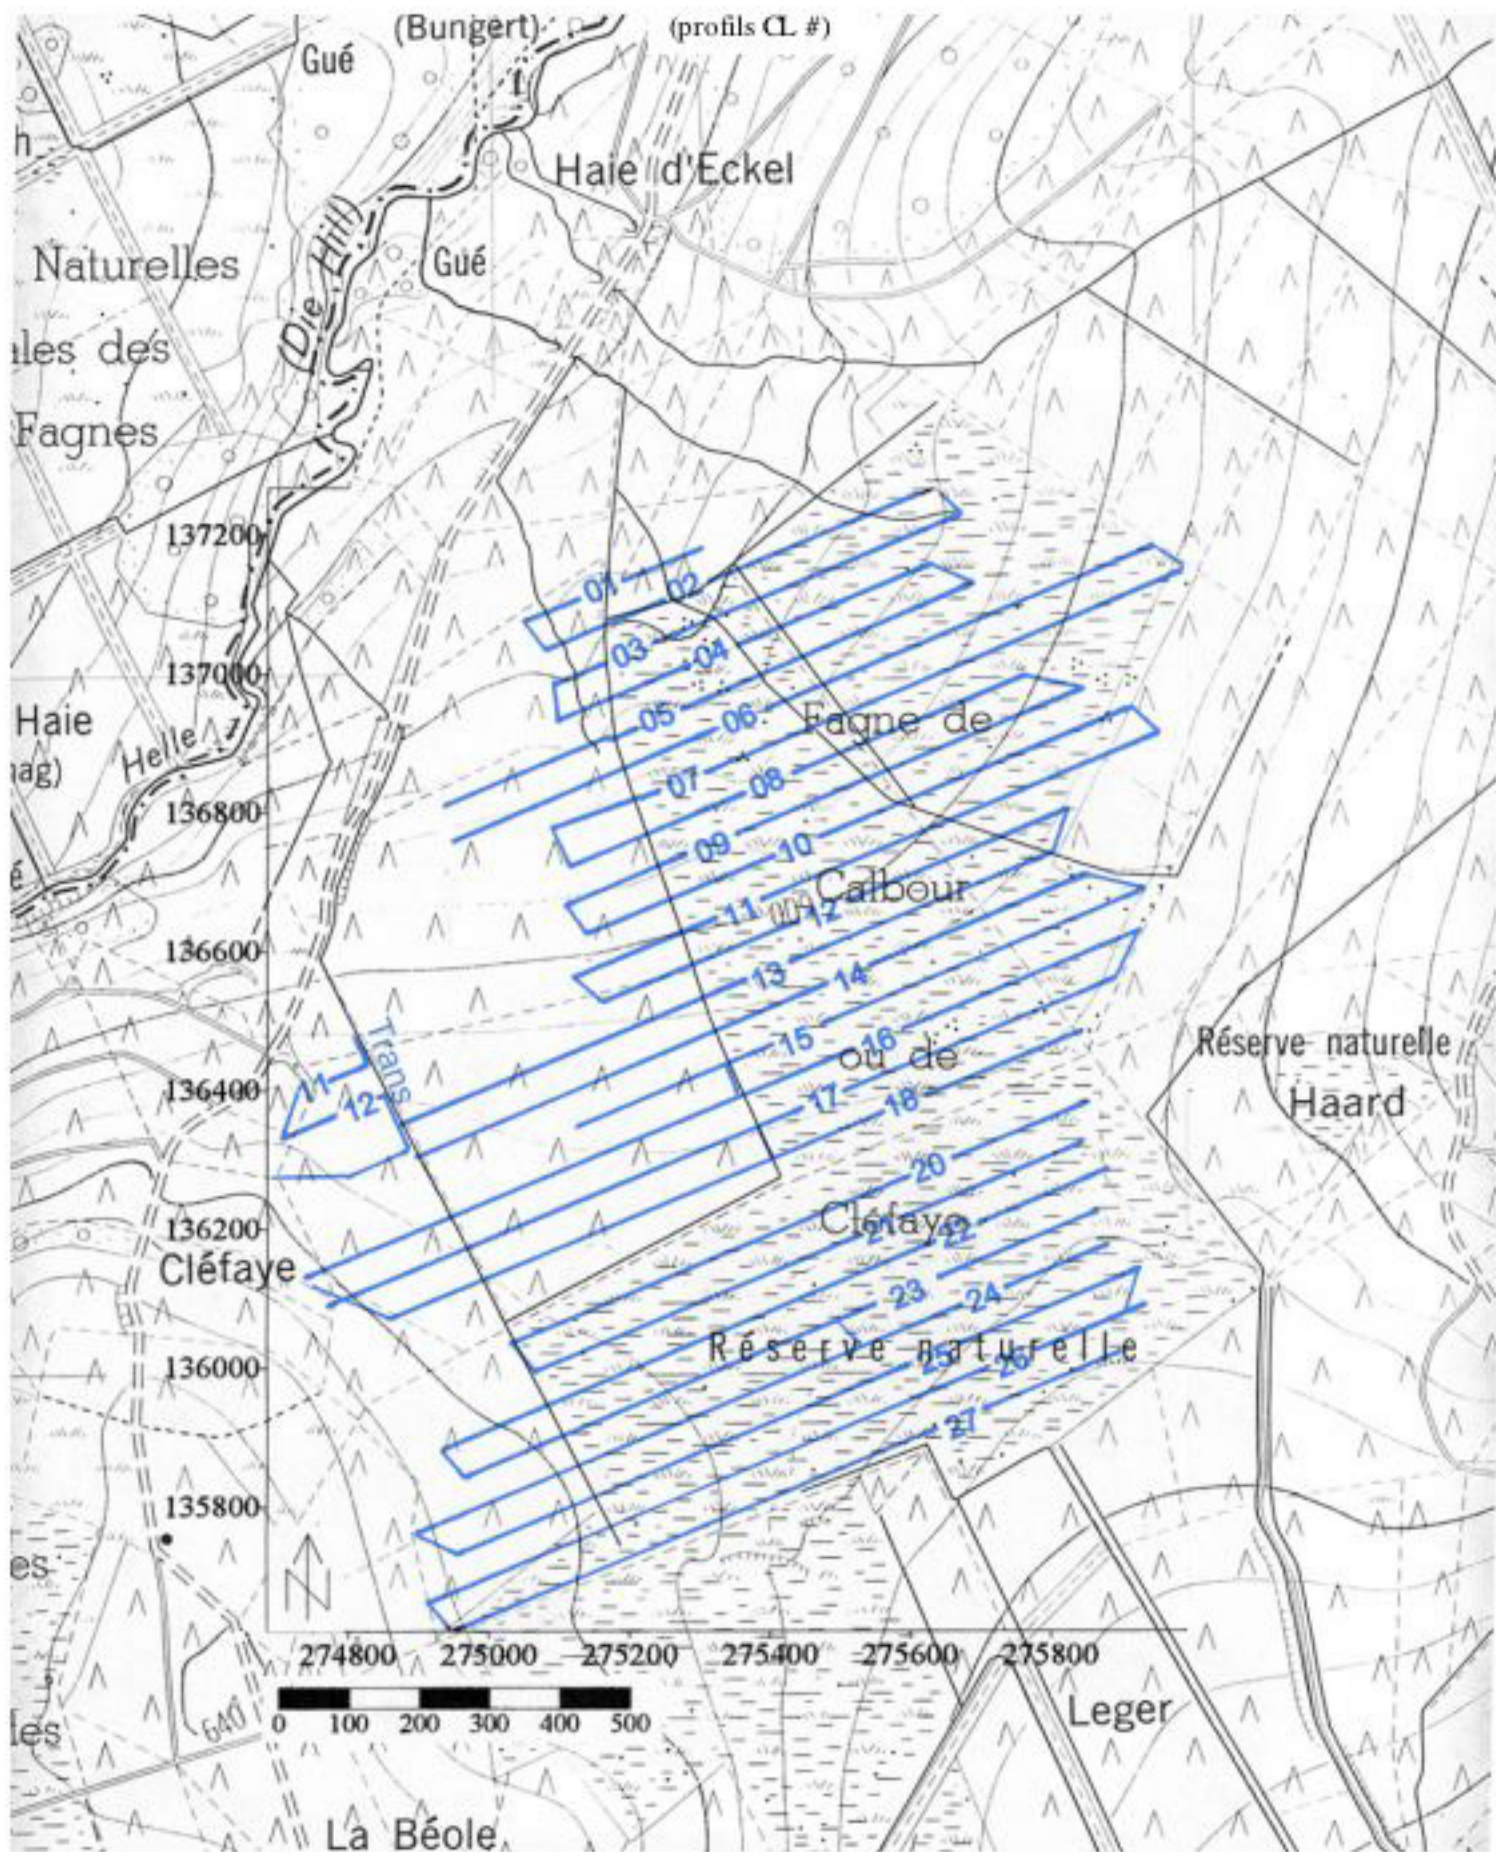 (Bungert)
(profils CL #)
Gué
h
Haie d'Eckel
Naturelles
(Die Hill)
Gué
ales des
Fagnes
137200
01
02
03
04
137000
05
06
Haie
Fagne de
Helle
nag)
07
08
136800
09
10
é
Calbour
11
12
136600
13
14
Trans
15
16
ou de
Réserve naturelle
Haard
136400
11
12
17
18
20
136200
Cléfaye
21
22
Cléfaye
23
24
Réserve naturelle
136000
25
26
27
135800
es
N
274800 275000 275200 275400 275600 275800
0 100 200 300 400 500
Leger
640
les
La Béole